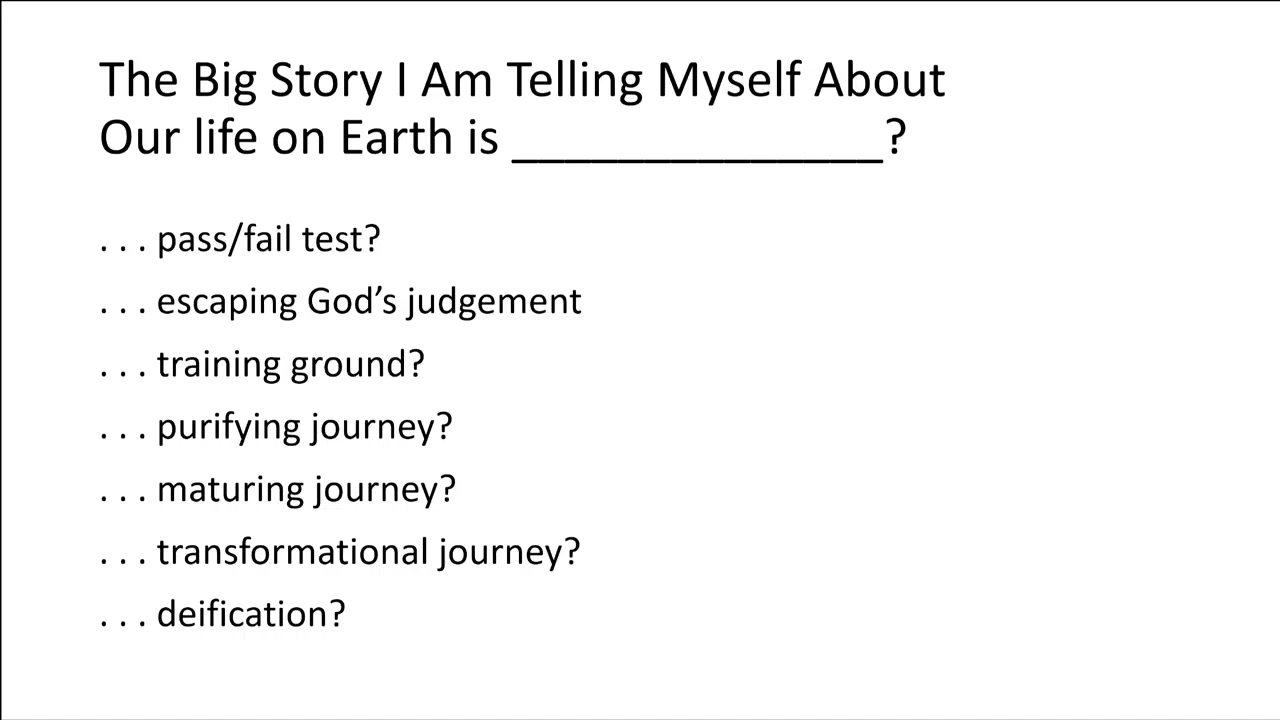 The Big Story I Am Telling Myself About
Our life on Earth is ______________?
. . . pass/fail test?
. . . escaping God’s judgement
. . . training ground?
. . . purifying journey?
. . . maturing journey?
. . . transformational journey?
. . . deification?